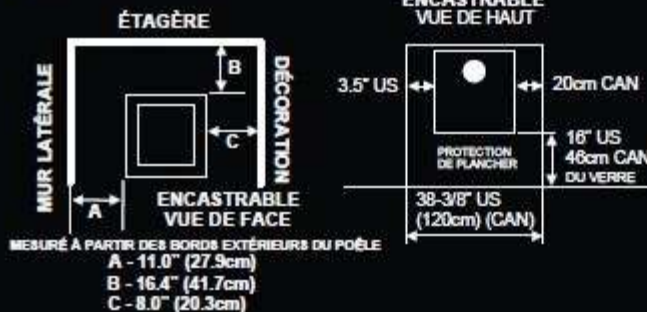 ÉTAGÈRE
B
MUR LATÉRALE
DÉCORATION
C
A
ENCASTRABLE
VUE DE FACE
MESURÉ À PARTIR DES BORDS EXTÉRIEURS DU POÊLE
A - 11.0" (27.9cm)
B - 16.4" (41.7cm)
C - 8.0" (20.3cm)
ENCASTRABLE
VUE DE HAUT
3.5" US
20cm CAN
PROTECTION
DE PLANCHER
16" US
46cm CAN
DU VERRE
38-3/8" US
(120cm) (CAN)